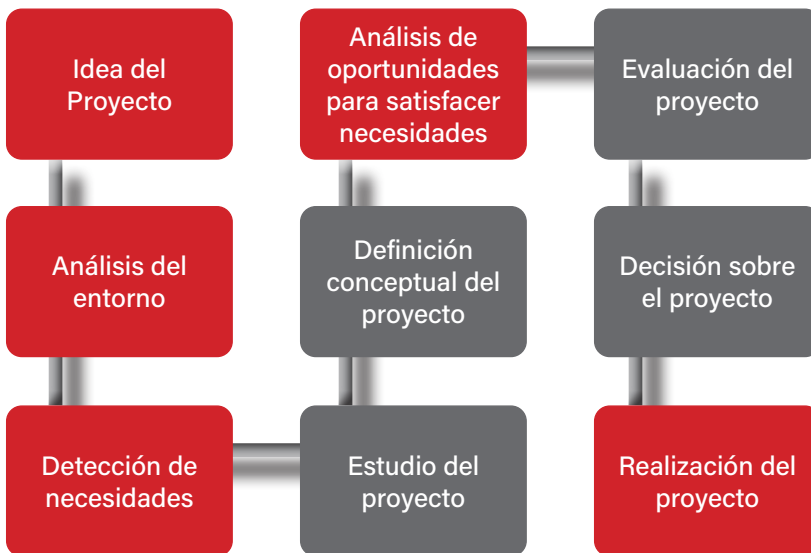 Idea del
Proyecto
Análisis del
entorno
Detección de
necesidades
Estudio del
proyecto
Definición
conceptual del
proyecto
Análisis de
oportunidades
para satisfacer
necesidades
Evaluación del
proyecto
Decisión sobre
el proyecto
Realización del
proyecto